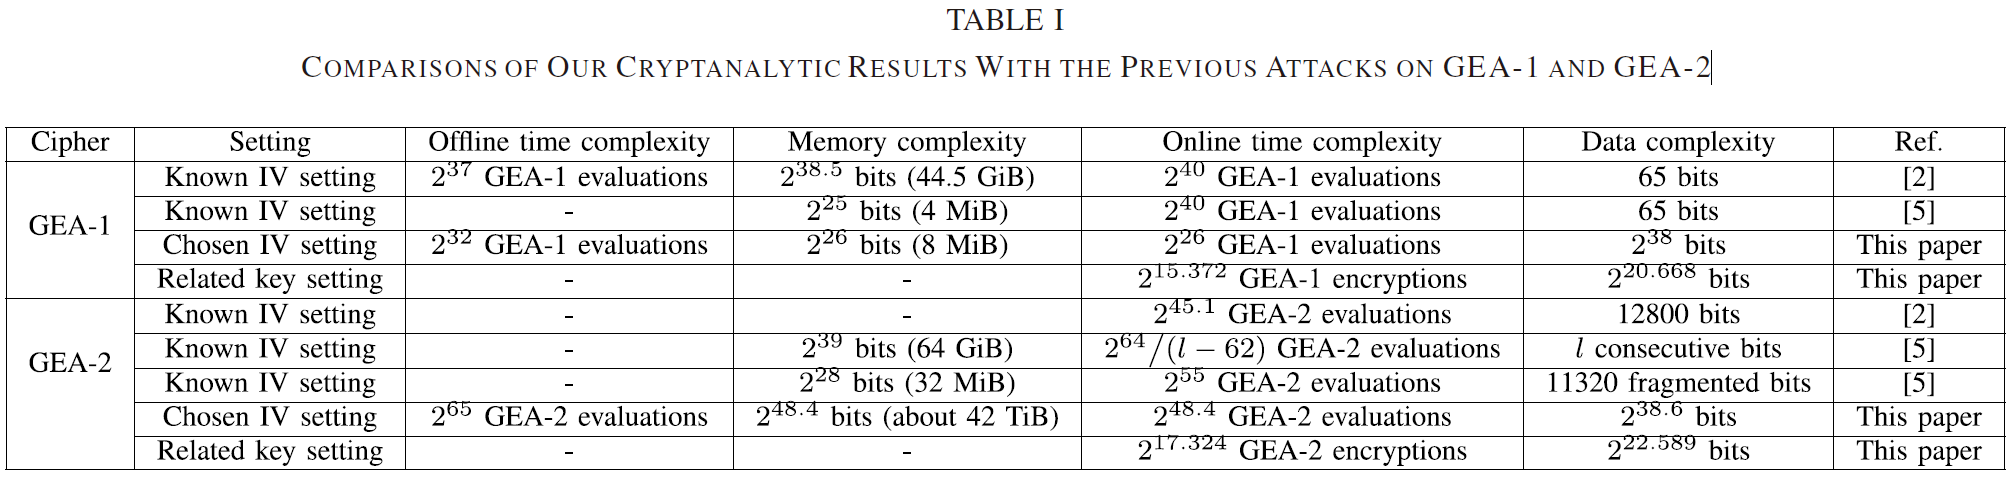 TABLE I
COMPARISONS OF OUR CRYPTANALYTIC RESULTS WITH THE PREVIOUS ATTACKS ON GEA-1 AND GEA-2
Cipher Setting Offline time complexity Memory complexity Online time complexity Data complexity Ref.
GEA-1
Known IV setting 2^37 GEA-1 evaluations 2^38.5 bits (44.5 GiB) 2^40 GEA-1 evaluations 65 bits [2]
Known IV setting - 2^25 bits (4 MiB) 2^40 GEA-1 evaluations 65 bits [5]
Chosen IV setting 2^32 GEA-1 evaluations 2^26 bits (8 MiB) 2^26 GEA-1 evaluations 2^38 bits This paper
Related key setting - - 2^15.372 GEA-1 encryptions 2^20.668 bits This paper
GEA-2
Known IV setting - - 2^45.1 GEA-2 evaluations 12800 bits [2]
Known IV setting - 2^39 bits (64 GiB) 2^64/(l − 62) GEA-2 evaluations l consecutive bits [5]
Known IV setting - 2^28 bits (32 MiB) 2^55 GEA-2 evaluations 11320 fragmented bits [5]
Chosen IV setting 2^65 GEA-2 evaluations 2^48.4 bits (about 42 TiB) 2^48.4 GEA-2 evaluations 2^38.6 bits This paper
Related key setting - - 2^17.324 GEA-2 encryptions 2^22.589 bits This paper